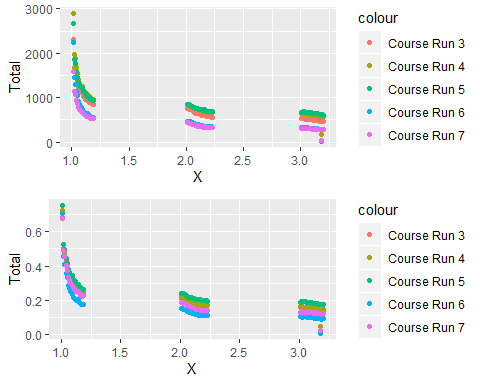 3000
2000
1000
0
Total
1.0 1.5 2.0 2.5 3.0
X
colour
Course Run 3
Course Run 4
Course Run 5
Course Run 6
Course Run 7
0.6
0.4
0.2
0.0
Total
1.0 1.5 2.0 2.5 3.0
X
colour
Course Run 3
Course Run 4
Course Run 5
Course Run 6
Course Run 7